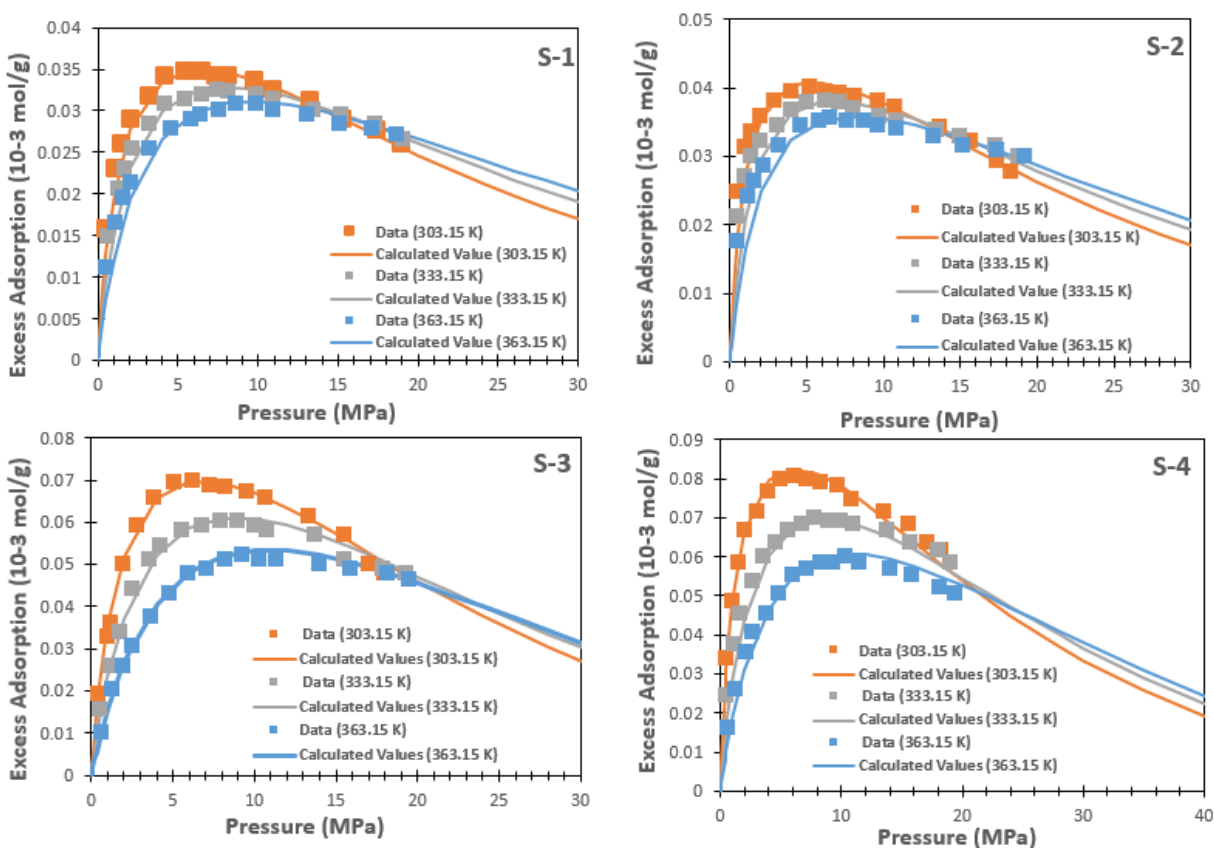 S-1
Excess Adsorption (10-3 mol/g)
0.04
0.035
0.03
0.025
0.02
0.015
0.01
0.005
0
Data (303.15 K)
Calculated Value (303.15 K)
Data (333.15 K)
Calculated Value (333.15 K)
Data (363.15 K)
Calculated Value (363.15 K)
0 5 10 15 20 25 30
Pressure (MPa)
S-2
Excess Adsorption (10-3 mol/g)
0.05
0.04
0.03
0.02
0.01
0
Data (303.15 K)
Calculated Values (303.15 K)
Data (333.15 K)
Calculated Value (333.15 K)
Data (363.15 K)
Calculated Value (363.15 K)
0 5 10 15 20 25 30
Pressure (MPa)
S-3
Excess Adsorption (10-3 mol/g)
0.08
0.07
0.06
0.05
0.04
0.03
0.02
0.01
0
Data (303.15 K)
Calculated Values (303.15 K)
Data (333.15 K)
Calculated Values (333.15 K)
Data (363.15 K)
Calculated Values (363.15 K)
0 5 10 15 20 25 30
Pressure (MPa)
S-4
Excess Adsorption (10-3 mol/g)
0.09
0.08
0.07
0.06
0.05
0.04
0.03
0.02
0.01
0
Data (303.15 K)
Calculated Values (303.15 K)
Data (333.15 K)
Calculated Values (333.15 K)
Data (363.15 K)
Calculated Values (363.15 K)
0 10 20 30 40
Pressure (MPa)